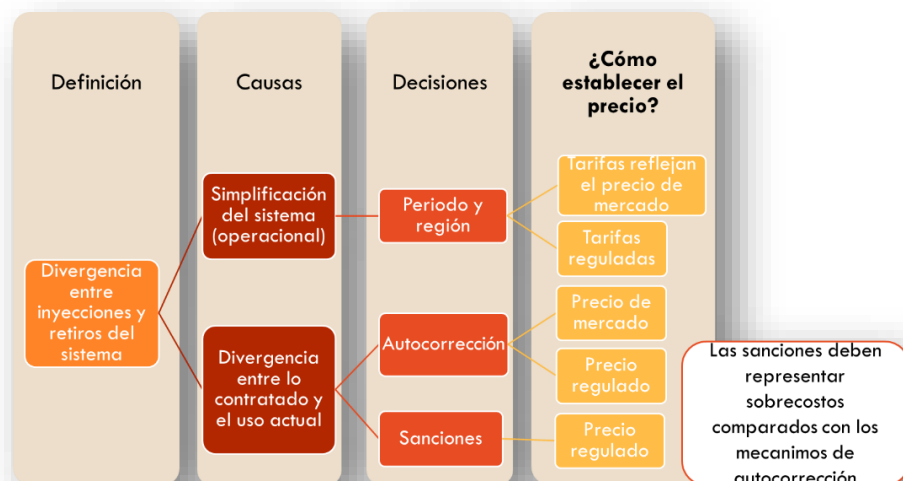 Definición
Causas
Decisiones
¿Cómo
establecer el
precio?
Divergencia
entre
inyecciones y
retiros del
sistema
Simplificación
del sistema
(operacional)
Divergencia
entre lo
contratado y
el uso actual
Periodo y
región
Autocorrección
Sanciones
Tarifas reflejan
el precio de
mercado
Tarifas
reguladas
Precio de
mercado
Precio
regulado
Precio
regulado
Las sanciones deben
representar
sobrecostos
comparados con los
mecanimos de
autocorrección